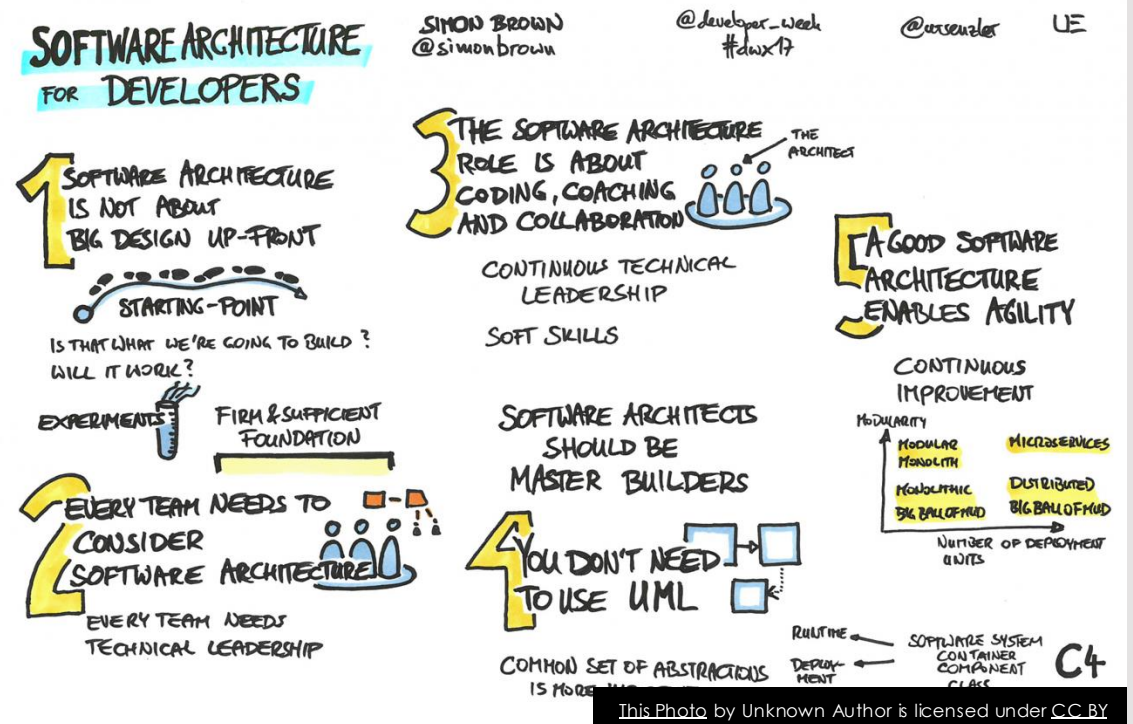 SOFTWARE ARCHITECTURE
FOR DEVELOPERS
SIMON BROWN
@simonbrown
@developer_week
#dwx17
@ursenzler
UE
1 SOFTWARE ARCHITECTURE
IS NOT ABOUT
BIG DESIGN UP-FRONT
STARTING-POINT
IS THAT WHAT WE'RE GOING TO BUILD?
WILL IT WORK?
EXPERIMENTS
FIRM & SUFFICIENT
FOUNDATION
2 EVERY TEAM NEEDS TO
CONSIDER
SOFTWARE ARCHITECTURE
EVERY TEAM NEEDS
TECHNICAL LEADERSHIP
3 THE SOFTWARE ARCHITECTURE
ROLE IS ABOUT
CODING, COACHING
AND COLLABORATION
THE
ARCHITECT
CONTINUOUS TECHNICAL
LEADERSHIP
SOFT SKILLS
SOFTWARE ARCHITECTS
SHOULD BE
MASTER BUILDERS
4 YOU DON'T NEED
TO USE UML
COMMON SET OF ABSTRACTIONS
IS MORE
RUNTIME
DEPLOY-
MENT
SOFTWARE SYSTEM
CONTAINER
COMPONENT
CLASS
C4
5 A GOOD SOFTWARE
ARCHITECTURE
ENABLES AGILITY
CONTINUOUS
IMPROVEMENT
MODULARITY
MODULAR
MONOLITH
MICROSERVICES
MONOLITHIC
BIG BALL OF MUD
DISTRIBUTED
BIG BALL OF MUD
NUMBER OF DEPLOYMENT
UNITS
This Photo by Unknown Author is licensed under CC BY